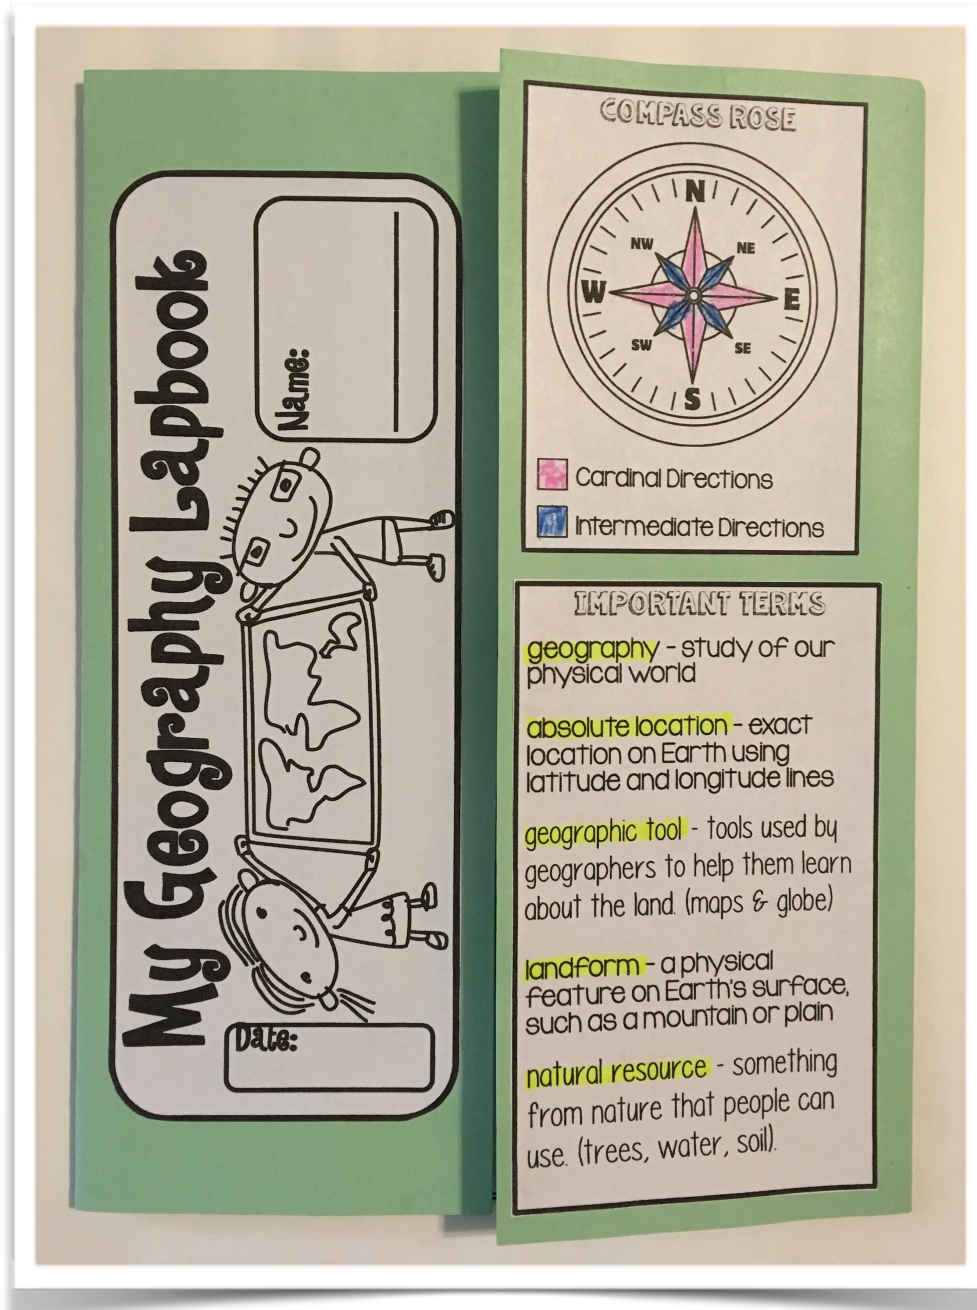 My Geography Lapbook
Name:
Date:
COMPASS ROSE
N
NW NE
W E
SW SE
S
Cardinal Directions
Intermediate Directions
IMPORTANT TERMS
geography - study of our
physical world
absolute location - exact
location on Earth using
latitude and longitude lines
geographic tool - tools used by
geographers to help them learn
about the land. (maps & globe)
landform - a physical
feature on Earth's surface,
such as a mountain or plain
natural resource - something
from nature that people can
use. (trees, water, soil).